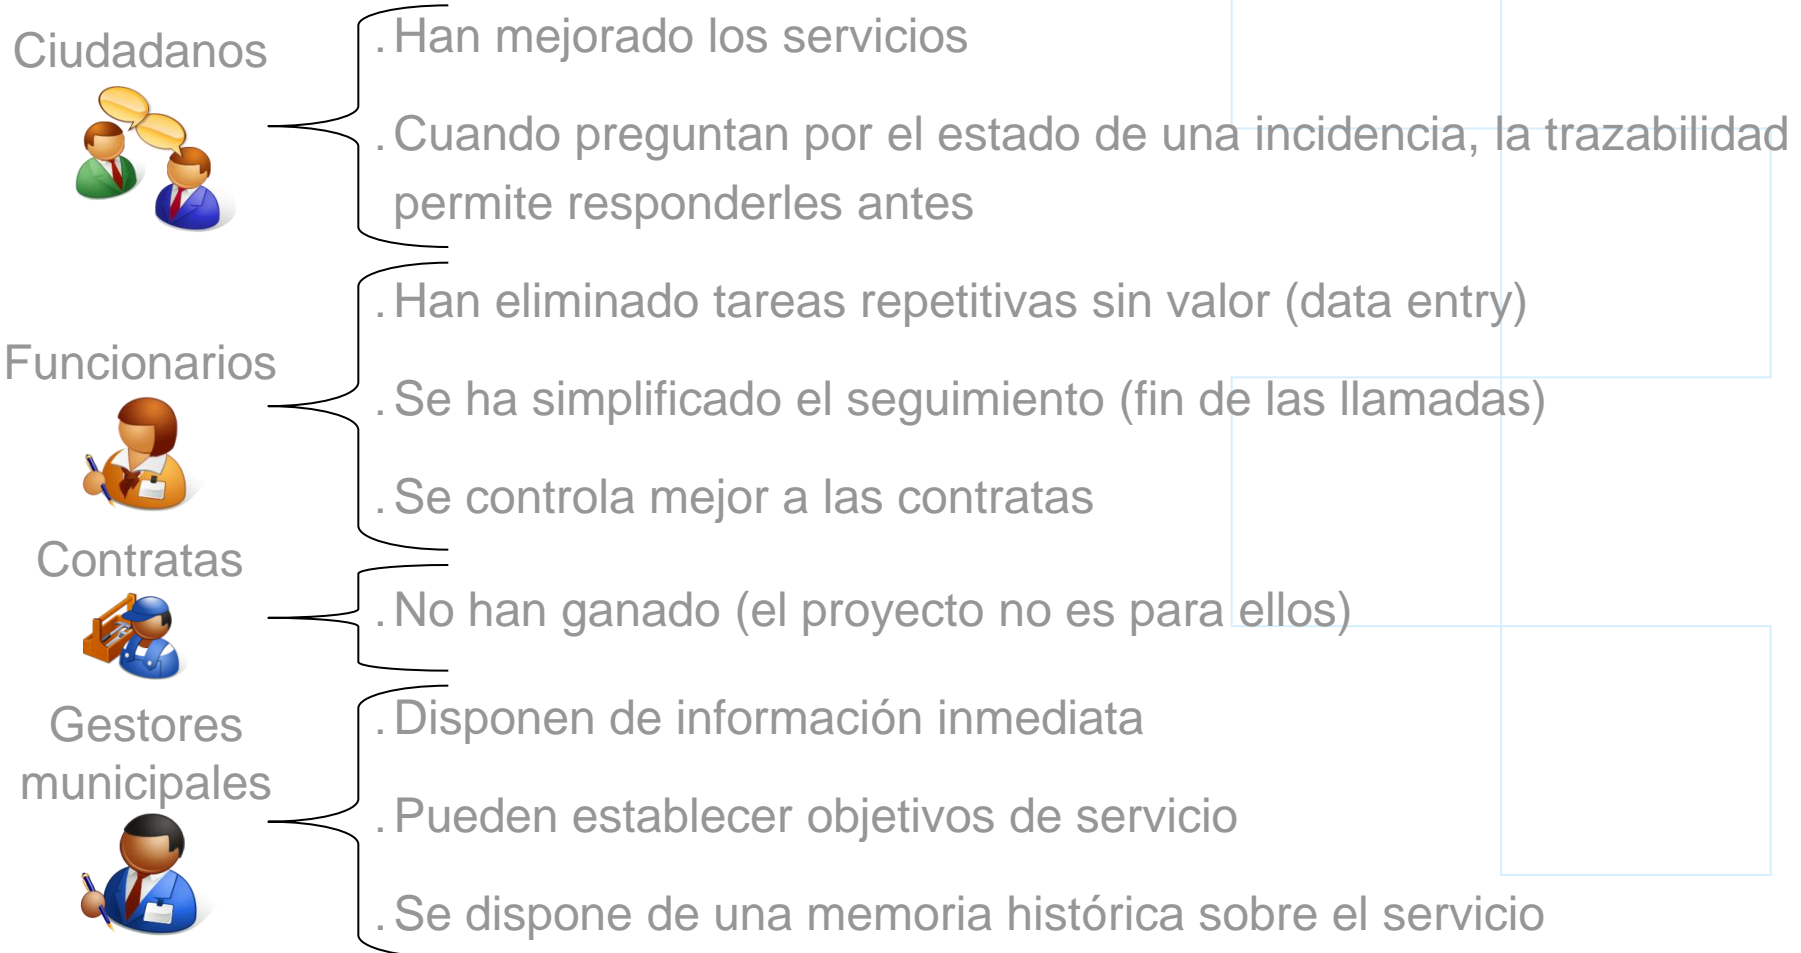 Ciudadanos
. Han mejorado los servicios
. Cuando preguntan por el estado de una incidencia, la trazabilidad
permite responderles antes
Funcionarios
. Han eliminado tareas repetitivas sin valor (data entry)
. Se ha simplificado el seguimiento (fin de las llamadas)
. Se controla mejor a las contratas
Contratas
. No han ganado (el proyecto no es para ellos)
Gestores
municipales
. Disponen de información inmediata
. Pueden establecer objetivos de servicio
. Se dispone de una memoria histórica sobre el servicio